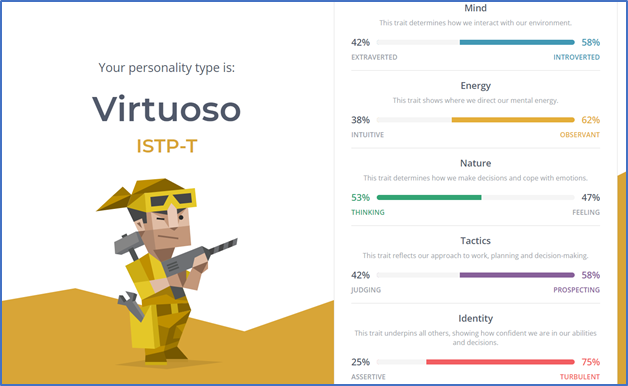 Your personality type is:
Virtuoso
ISTP-T
Mind
This trait determines how we interact with our environment.
42% 58%
EXTRAVERTED INTROVERTED
Energy
This trait shows where we direct our mental energy.
38% 62%
INTUITIVE OBSERVANT
Nature
This trait determines how we make decisions and cope with emotions.
53% 47%
THINKING FEELING
Tactics
This trait reflects our approach to work, planning and decision-making.
42% 58%
JUDGING PROSPECTING
Identity
This trait underpins all others, showing how confident we are in our abilities
and decisions.
25% 75%
ASSERTIVE TURBULENT